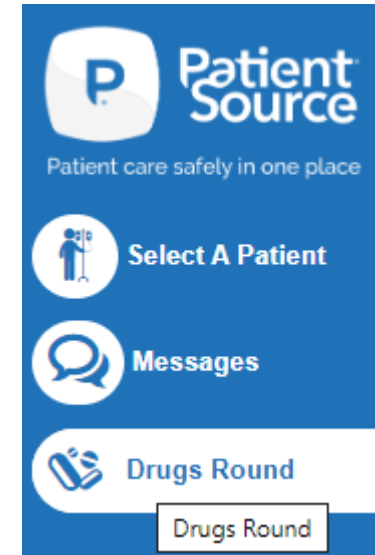 P.
Patient
Source
Patient care safely in one place
Select A Patient
Messages
Drugs Round
Drugs Round